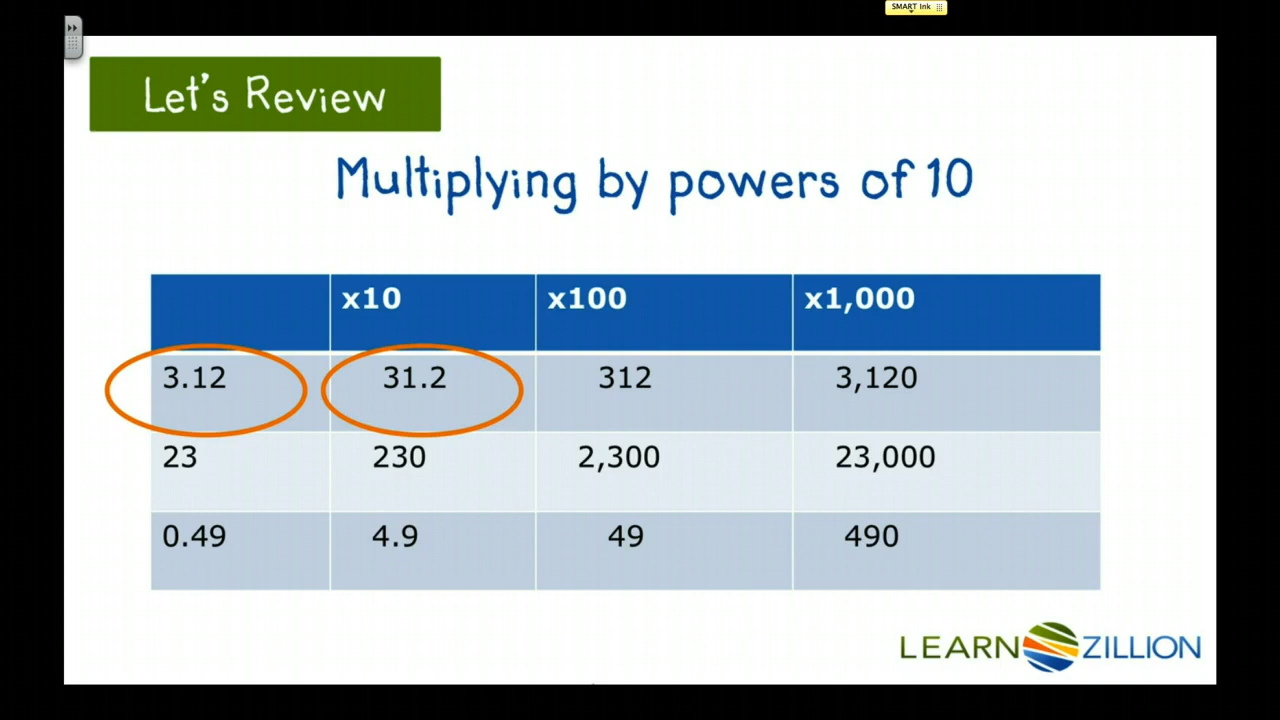 SMART Ink
Let's Review
Multiplying by powers of 10
x10 x100 x1,000
3.12 31.2 312 3,120
23 230 2,300 23,000
0.49 4.9 49 490
LEARNZILLION